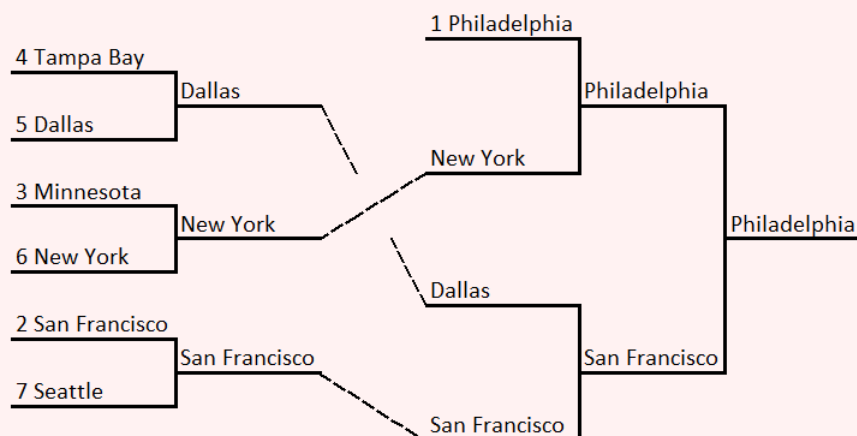 4 Tampa Bay
5 Dallas
Dallas
3 Minnesota
6 New York
New York
2 San Francisco
7 Seattle
San Francisco
1 Philadelphia
New York
Philadelphia
Dallas
San Francisco
San Francisco
Philadelphia